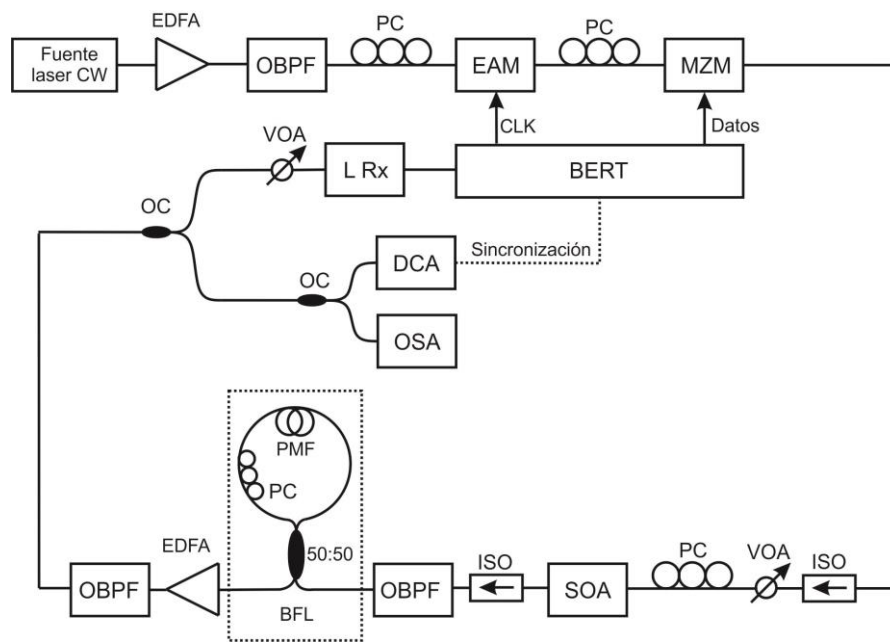 EDFA
PC
PC
Fuente
laser CW
OBPF
EAM
MZM
CLK
Datos
VOA
L Rx
BERT
OC
Sincronización
DCA
OC
OSA
PMF
PC
EDFA
50:50
ISO
PC
VOA
ISO
OBPF
OBPF
SOA
BFL